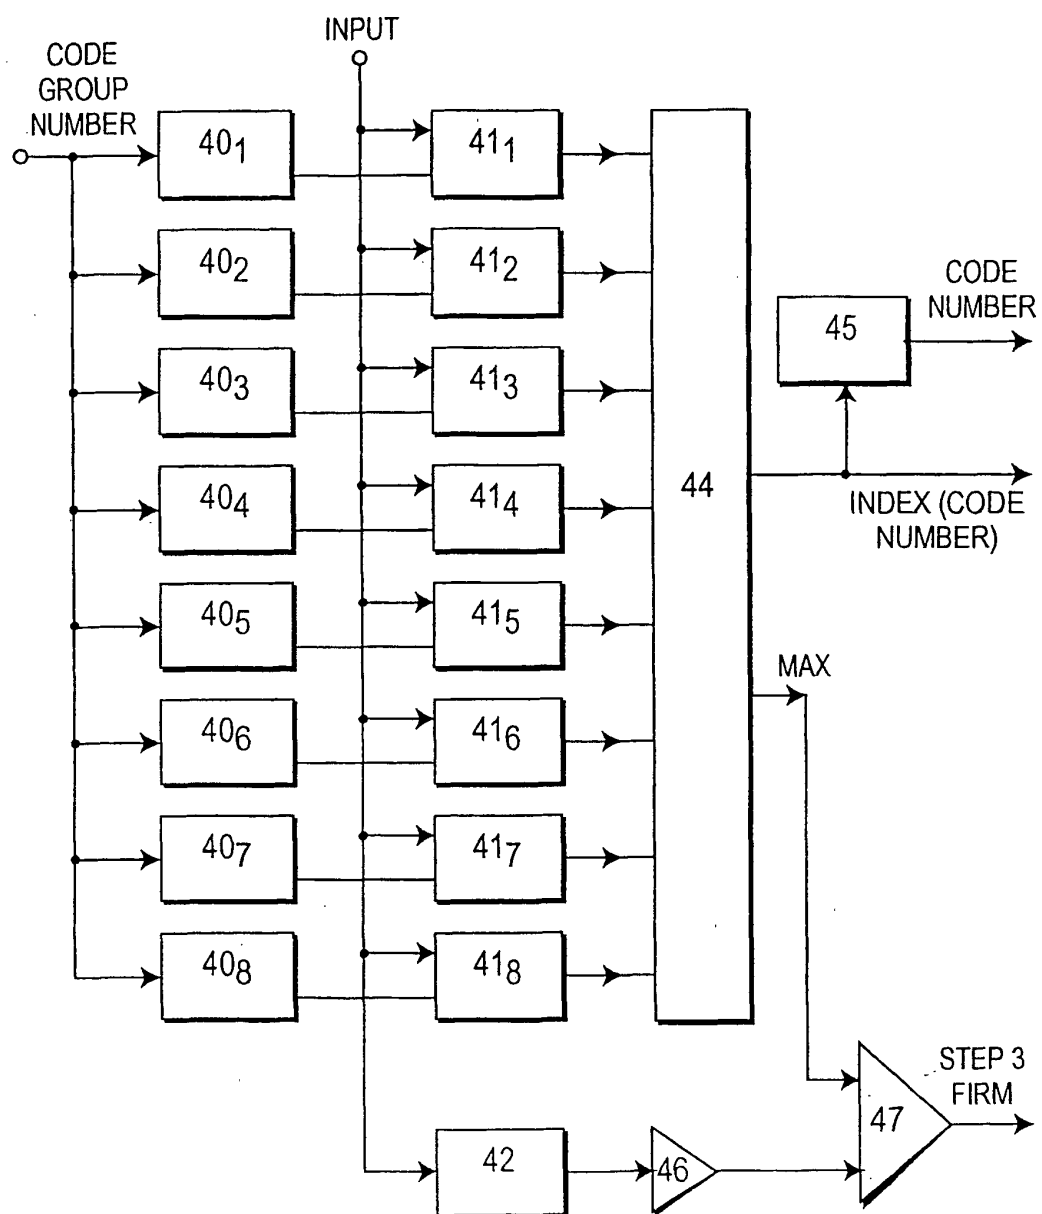 INPUT
CODE
GROUP
NUMBER
40₁
41₁
40₂
41₂
40₃
41₃
40₄
41₄
40₅
41₅
40₆
41₆
40₇
41₇
40₈
41₈
44
45
CODE
NUMBER
INDEX (CODE
NUMBER)
MAX
42
46
47
STEP 3
FIRM